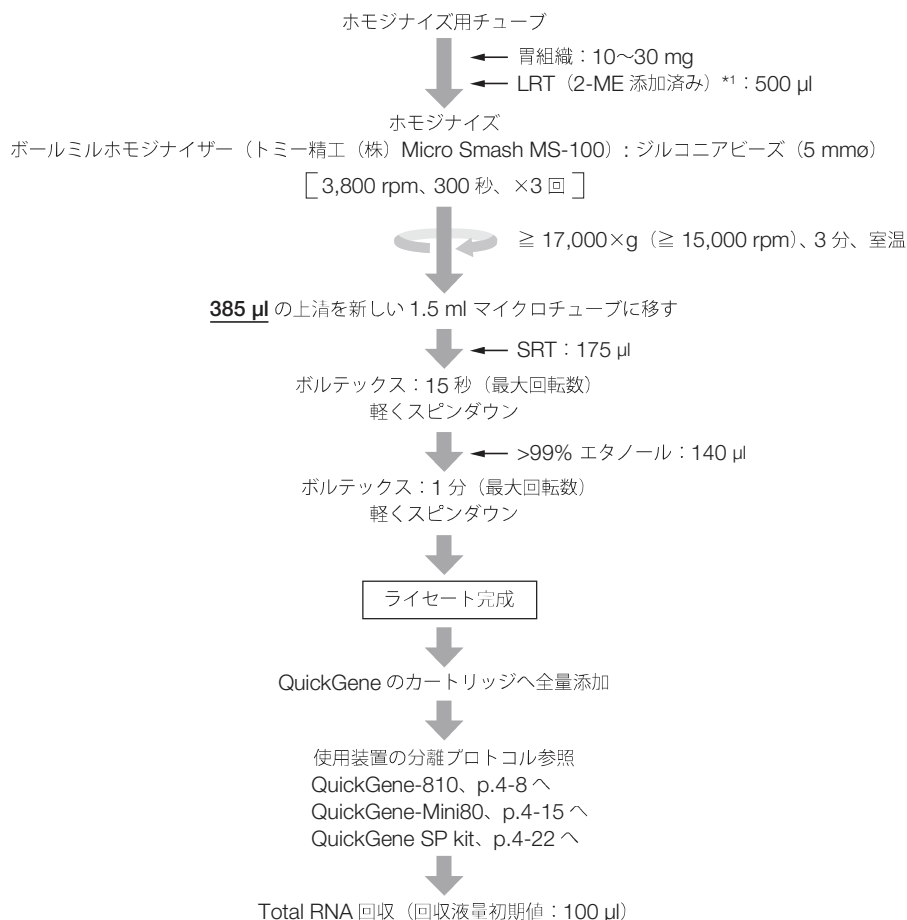 ホモジナイズ用チューブ
胃組織：10～30 mg
LRT（2-ME 添加済み）*1：500 µl
ホモジナイズ
ボールミルホモジナイザー（トミー精工（株）Micro Smash MS-100）: ジルコニアビーズ（5 mmø）
[ 3,800 rpm、300 秒、×3 回 ]
≧ 17,000×g（≧ 15,000 rpm）、3 分、室温
385 µl の上清を新しい 1.5 ml マイクロチューブに移す
SRT：175 µl
ボルテックス：15 秒（最大回転数）
軽くスピンダウン
>99% エタノール：140 µl
ボルテックス：1 分（最大回転数）
軽くスピンダウン
ライセート完成
QuickGene のカートリッジへ全量添加
使用装置の分離プロトコル参照
QuickGene-810、p.4-8 へ
QuickGene-Mini80、p.4-15 へ
QuickGene SP kit、p.4-22 へ
Total RNA 回収（回収液量初期値：100 µl）